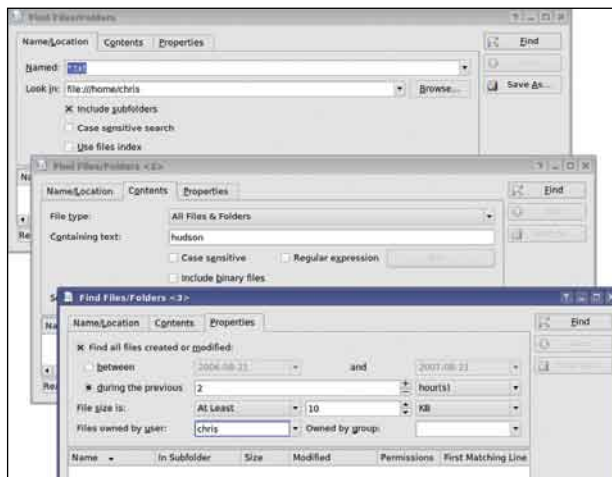 Find Files/Folders
Name/Location Contents Properties
Find
Named: *.txt
Look in: file:///home/chris Browse...
Save As...
Include subfolders
Case sensitive search
Use files index
Find Files/Folders <2>
Name/Location Contents Properties
Find
File type: All Files & Folders
Containing text: hudson
Case sensitive Regular expression
Include binary files
Find Files/Folders <3>
Name/Location Contents Properties
Find
Find all files created or modified:
between 2006-08-21 and 2007-08-21
during the previous 2 hour(s)
File size is: At Least 10 KB
Files owned by user: chris Owned by group:
Name In Subfolder Size Modified Permissions First Matching Line